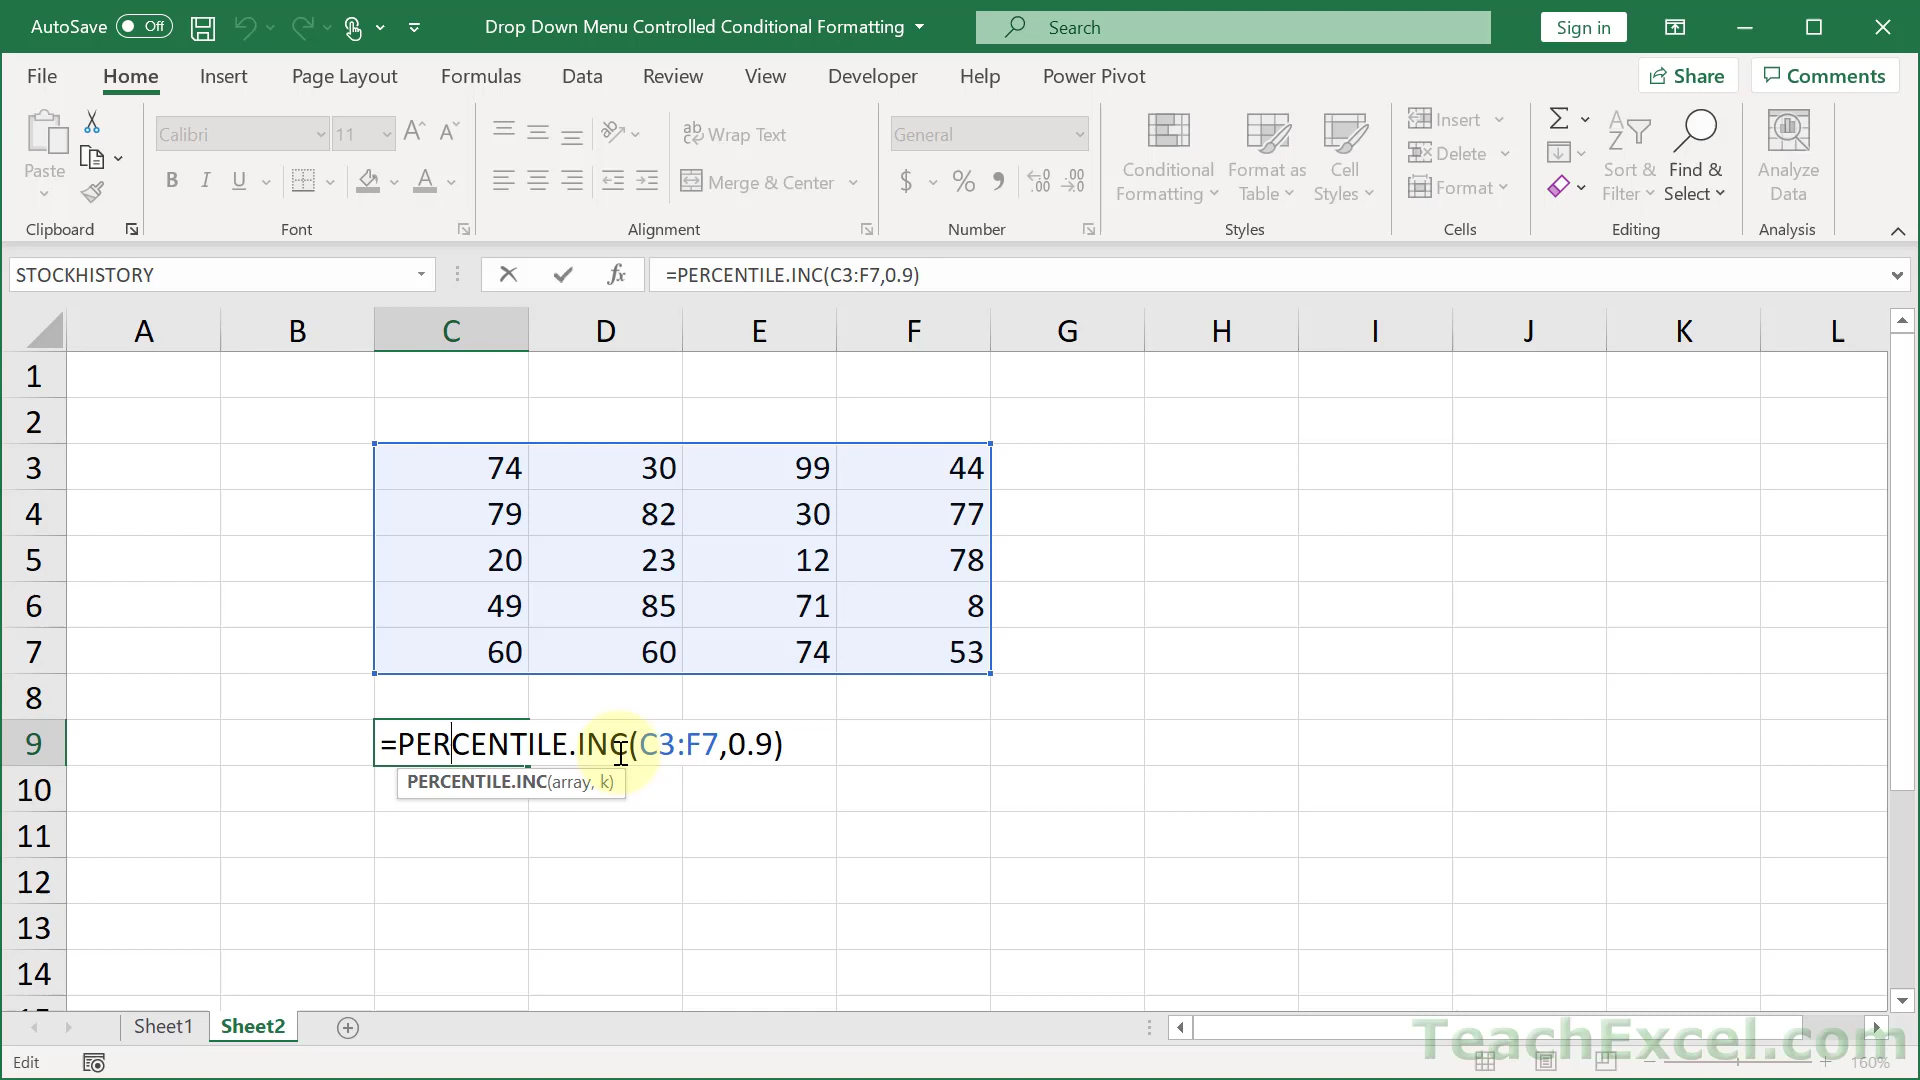 AutoSave Off
Drop Down Menu Controlled Conditional Formatting
Search
Sign in
File Home Insert Page Layout Formulas Data Review View Developer Help Power Pivot
Share Comments
Paste
Clipboard
Calibri 11
B I U
Font
ab Wrap Text
Merge & Center
Alignment
General
$ % 9 .00 .00
Number
Conditional Formatting
Format as Table
Cell Styles
Styles
Insert
Delete
Format
Cells
Sort & Filter
Find & Select
Editing
Analyze Data
Analysis
STOCKHISTORY fx =PERCENTILE.INC(C3:F7,0.9)
A B C D E F G H I J K L
1
2
3 74 30 99 44
4 79 82 30 77
5 20 23 12 78
6 49 85 71 8
7 60 60 74 53
8
9 =PERCENTILE.INC(C3:F7,0.9)
PERCENTILE.INC(array, k)
10
11
12
13
14
Sheet1 Sheet2
TeachExcel.com
Edit 160%